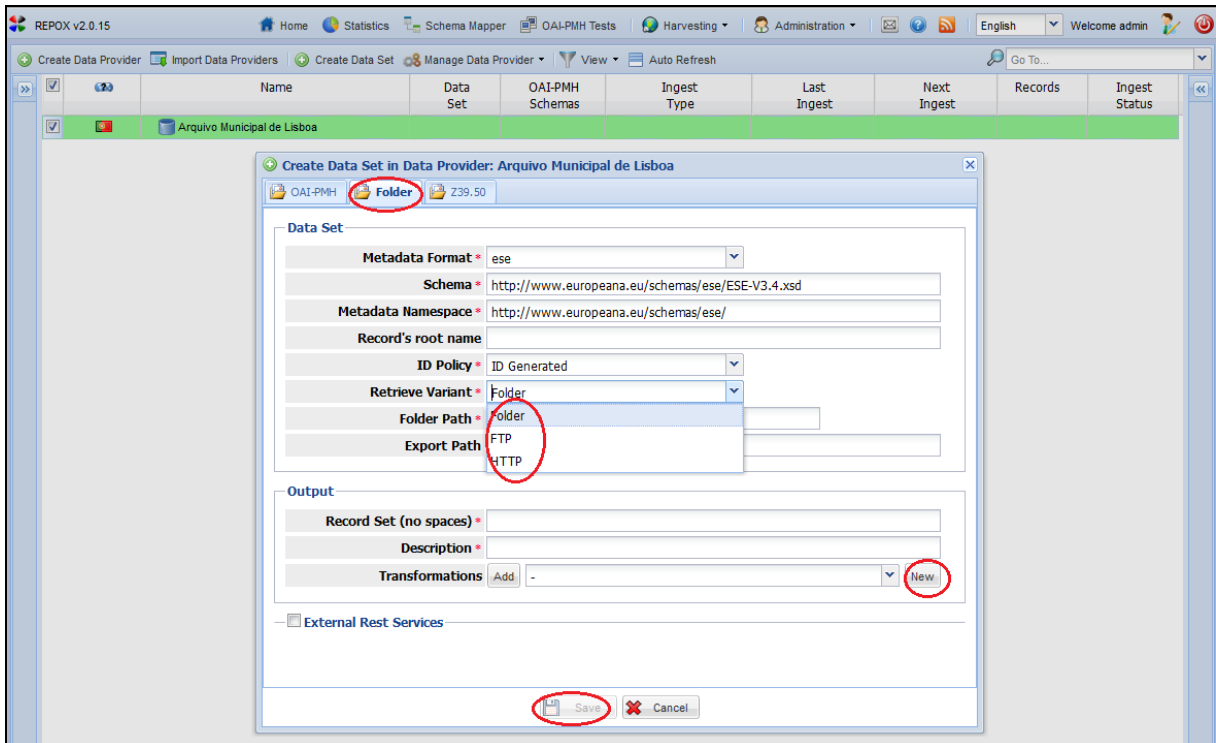 REPOX v2.0.15 Home Statistics Schema Mapper OAI-PMH Tests Harvesting Administration English Welcome admin
Create Data Provider Import Data Providers Create Data Set Manage Data Provider View Auto Refresh Go To...
Name Data Set OAI-PMH Schemas Ingest Type Last Ingest Next Ingest Records Ingest Status
Arquivo Municipal de Lisboa
Create Data Set in Data Provider: Arquivo Municipal de Lisboa
OAI-PMH Folder Z39.50
Data Set
Metadata Format * ese
Schema * http://www.europeana.eu/schemas/ese/ESE-V3.4.xsd
Metadata Namespace * http://www.europeana.eu/schemas/ese/
Record's root name
ID Policy * ID Generated
Retrieve Variant * Folder
Folder Path * Folder
FTP
Export Path
HTTP
Output
Record Set (no spaces) *
Description *
Transformations Add - New
External Rest Services
Save Cancel